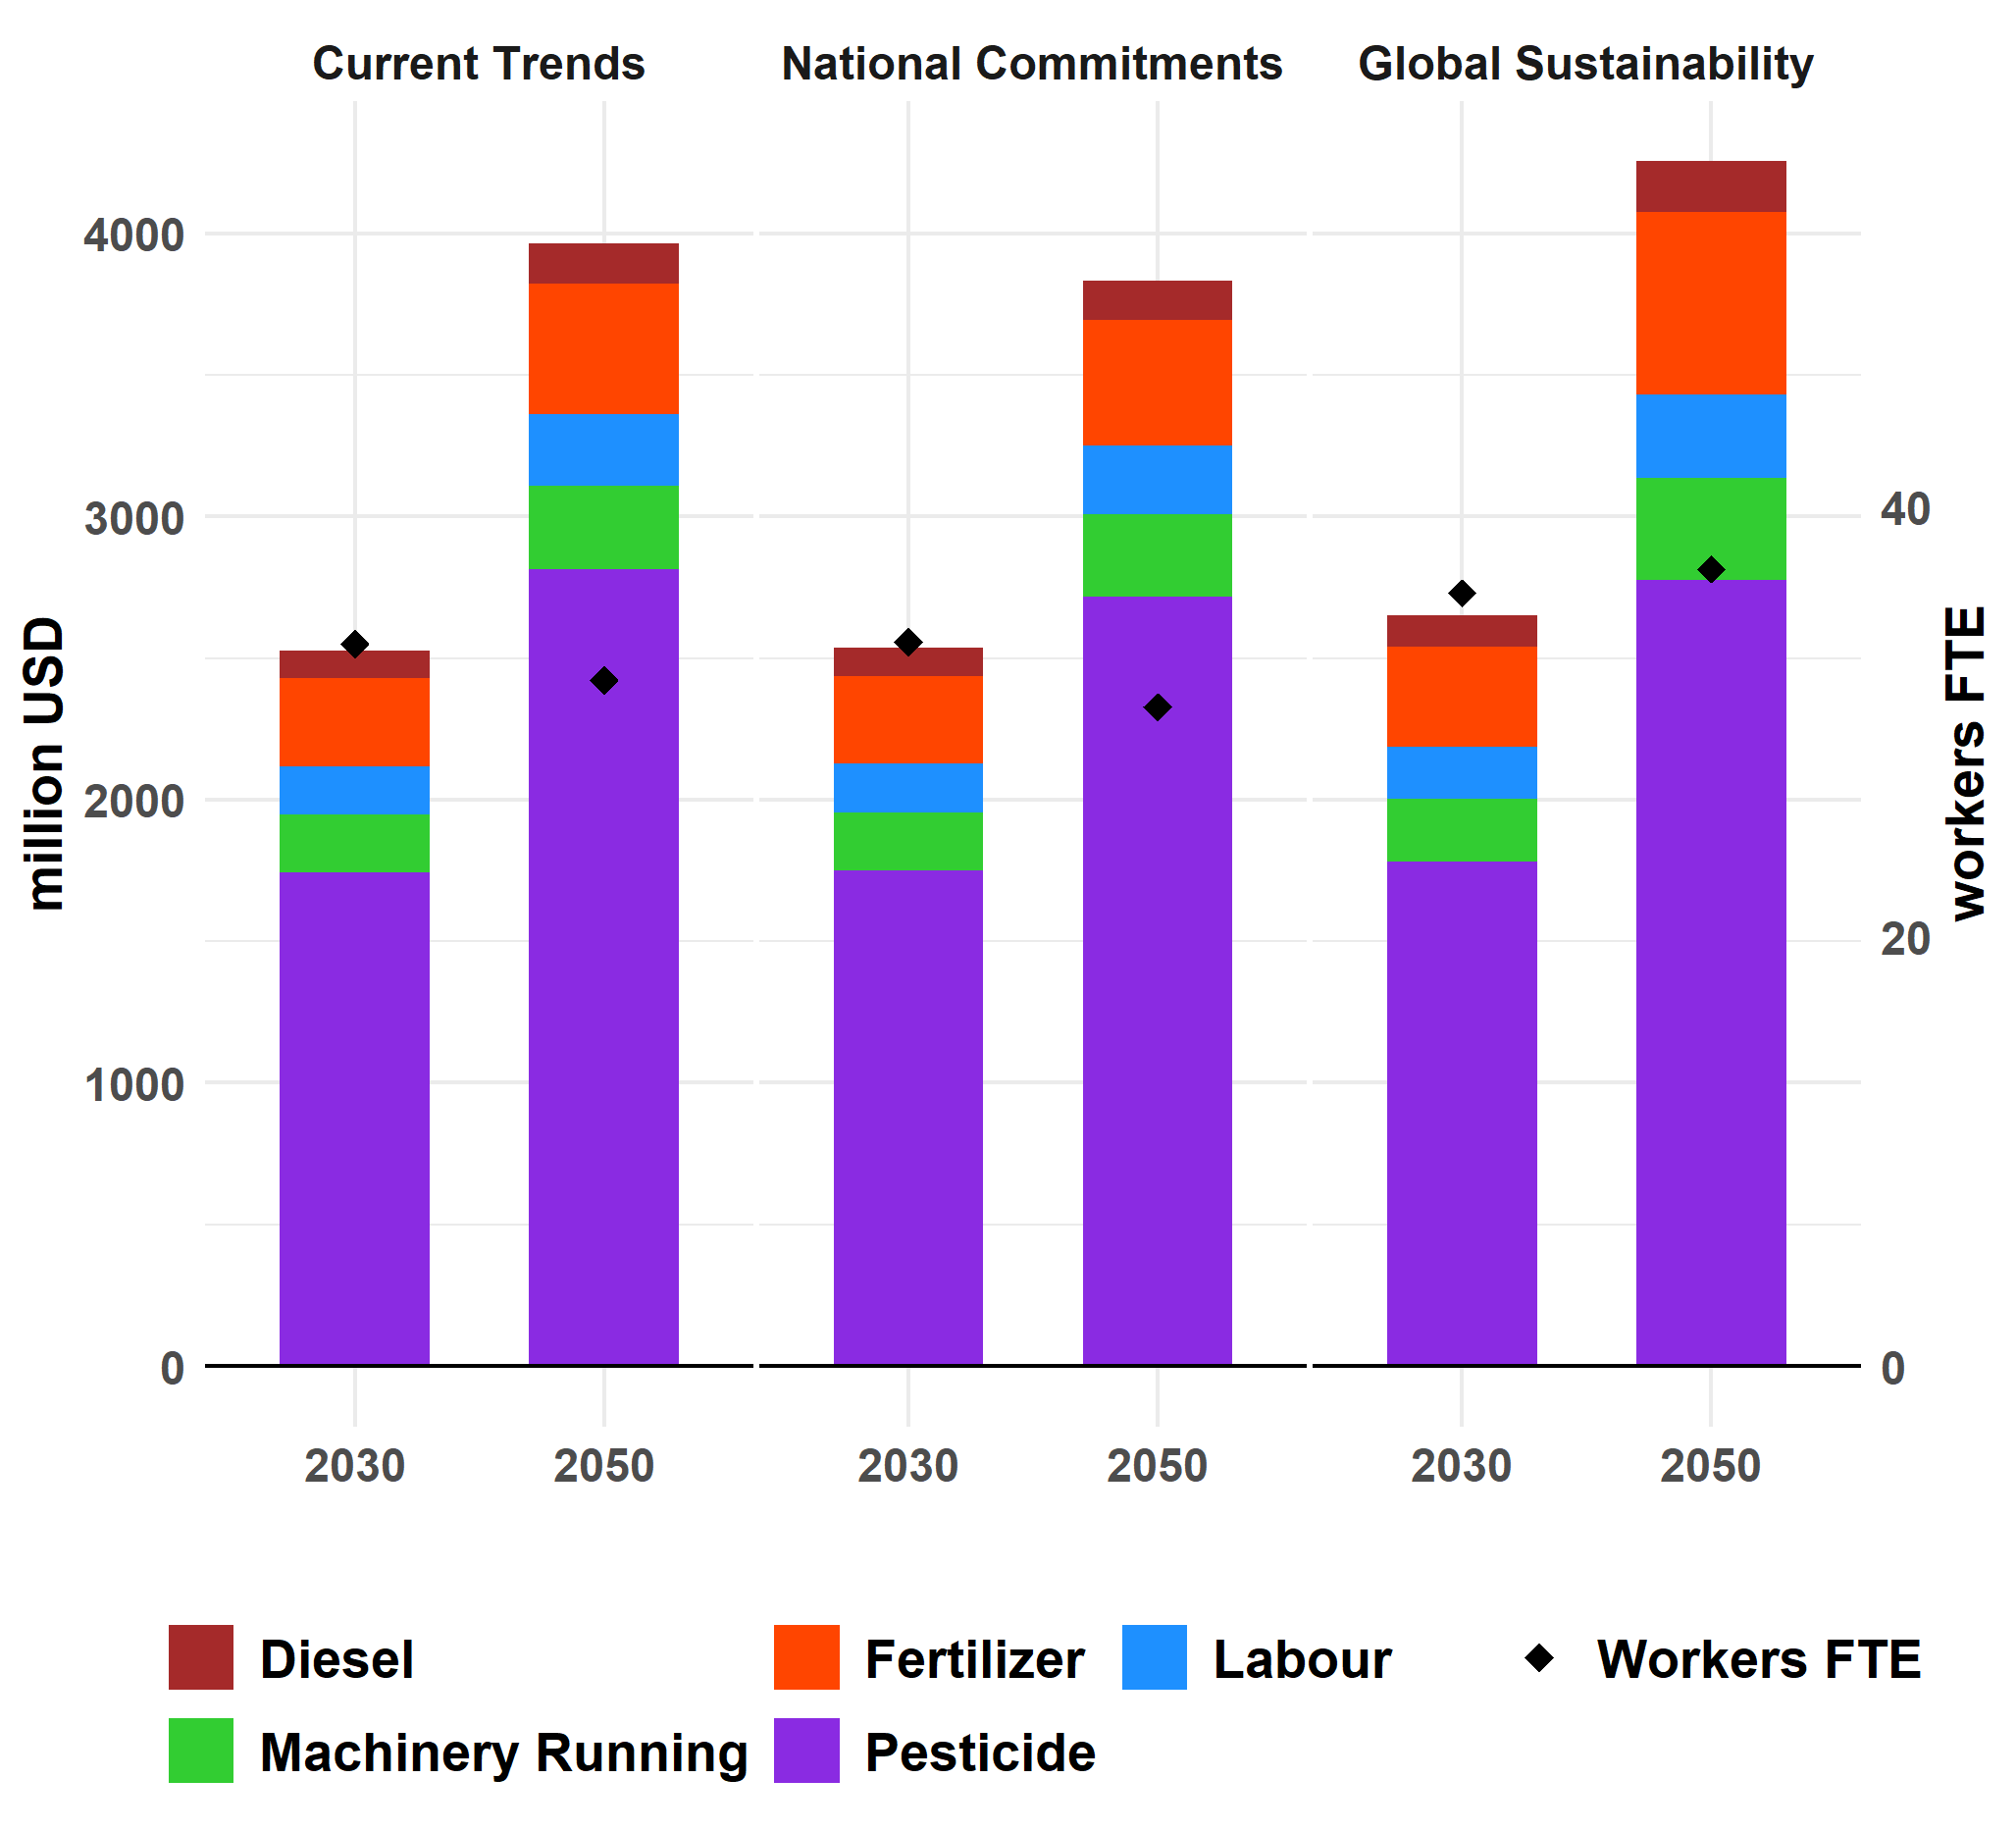 Current Trends National Commitments Global Sustainability
4000
3000
2000
1000
0
million USD
40
20
0
workers FTE
2030 2050 2030 2050 2030 2050
Diesel Fertilizer Labour Workers FTE
Machinery Running Pesticide